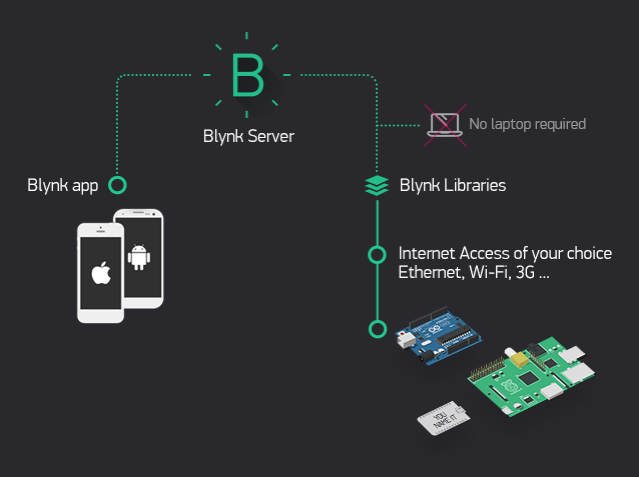 B
Blynk Server
No laptop required
Blynk app
Blynk Libraries
Internet Access of your choice
Ethernet, Wi-Fi, 3G ...
YOU
NAME IT